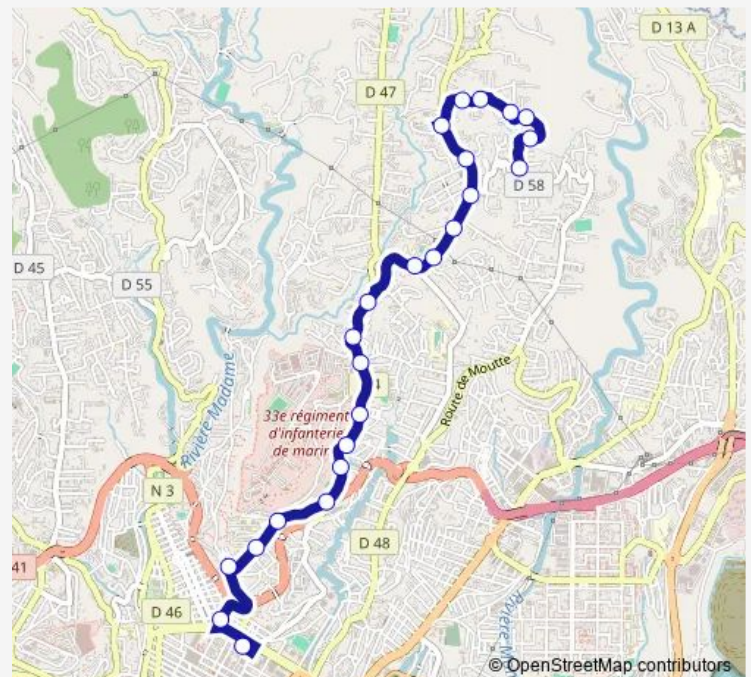 D 13 A
D 47
D 58
D 45
D 55
Route de Moutte
Rivière Madame
33e régiment
d'infanterie
de marin
N 3
41
D 48
D 46
© OpenStreetMap contributors